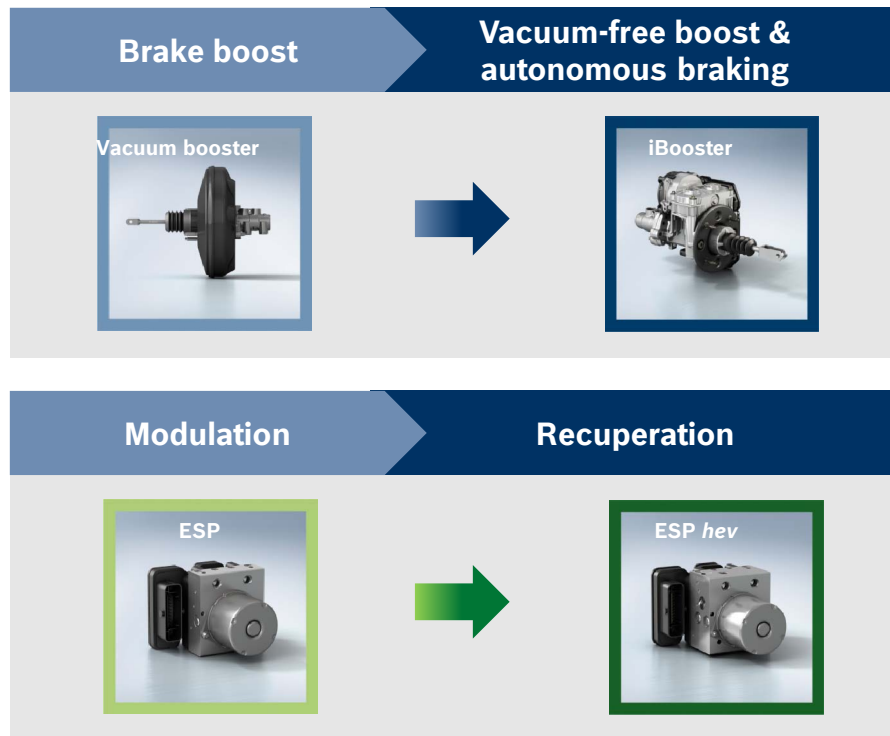 Brake boost
Vacuum-free boost &
autonomous braking
Vacuum booster
iBooster
Modulation
Recuperation
ESP
ESP hev